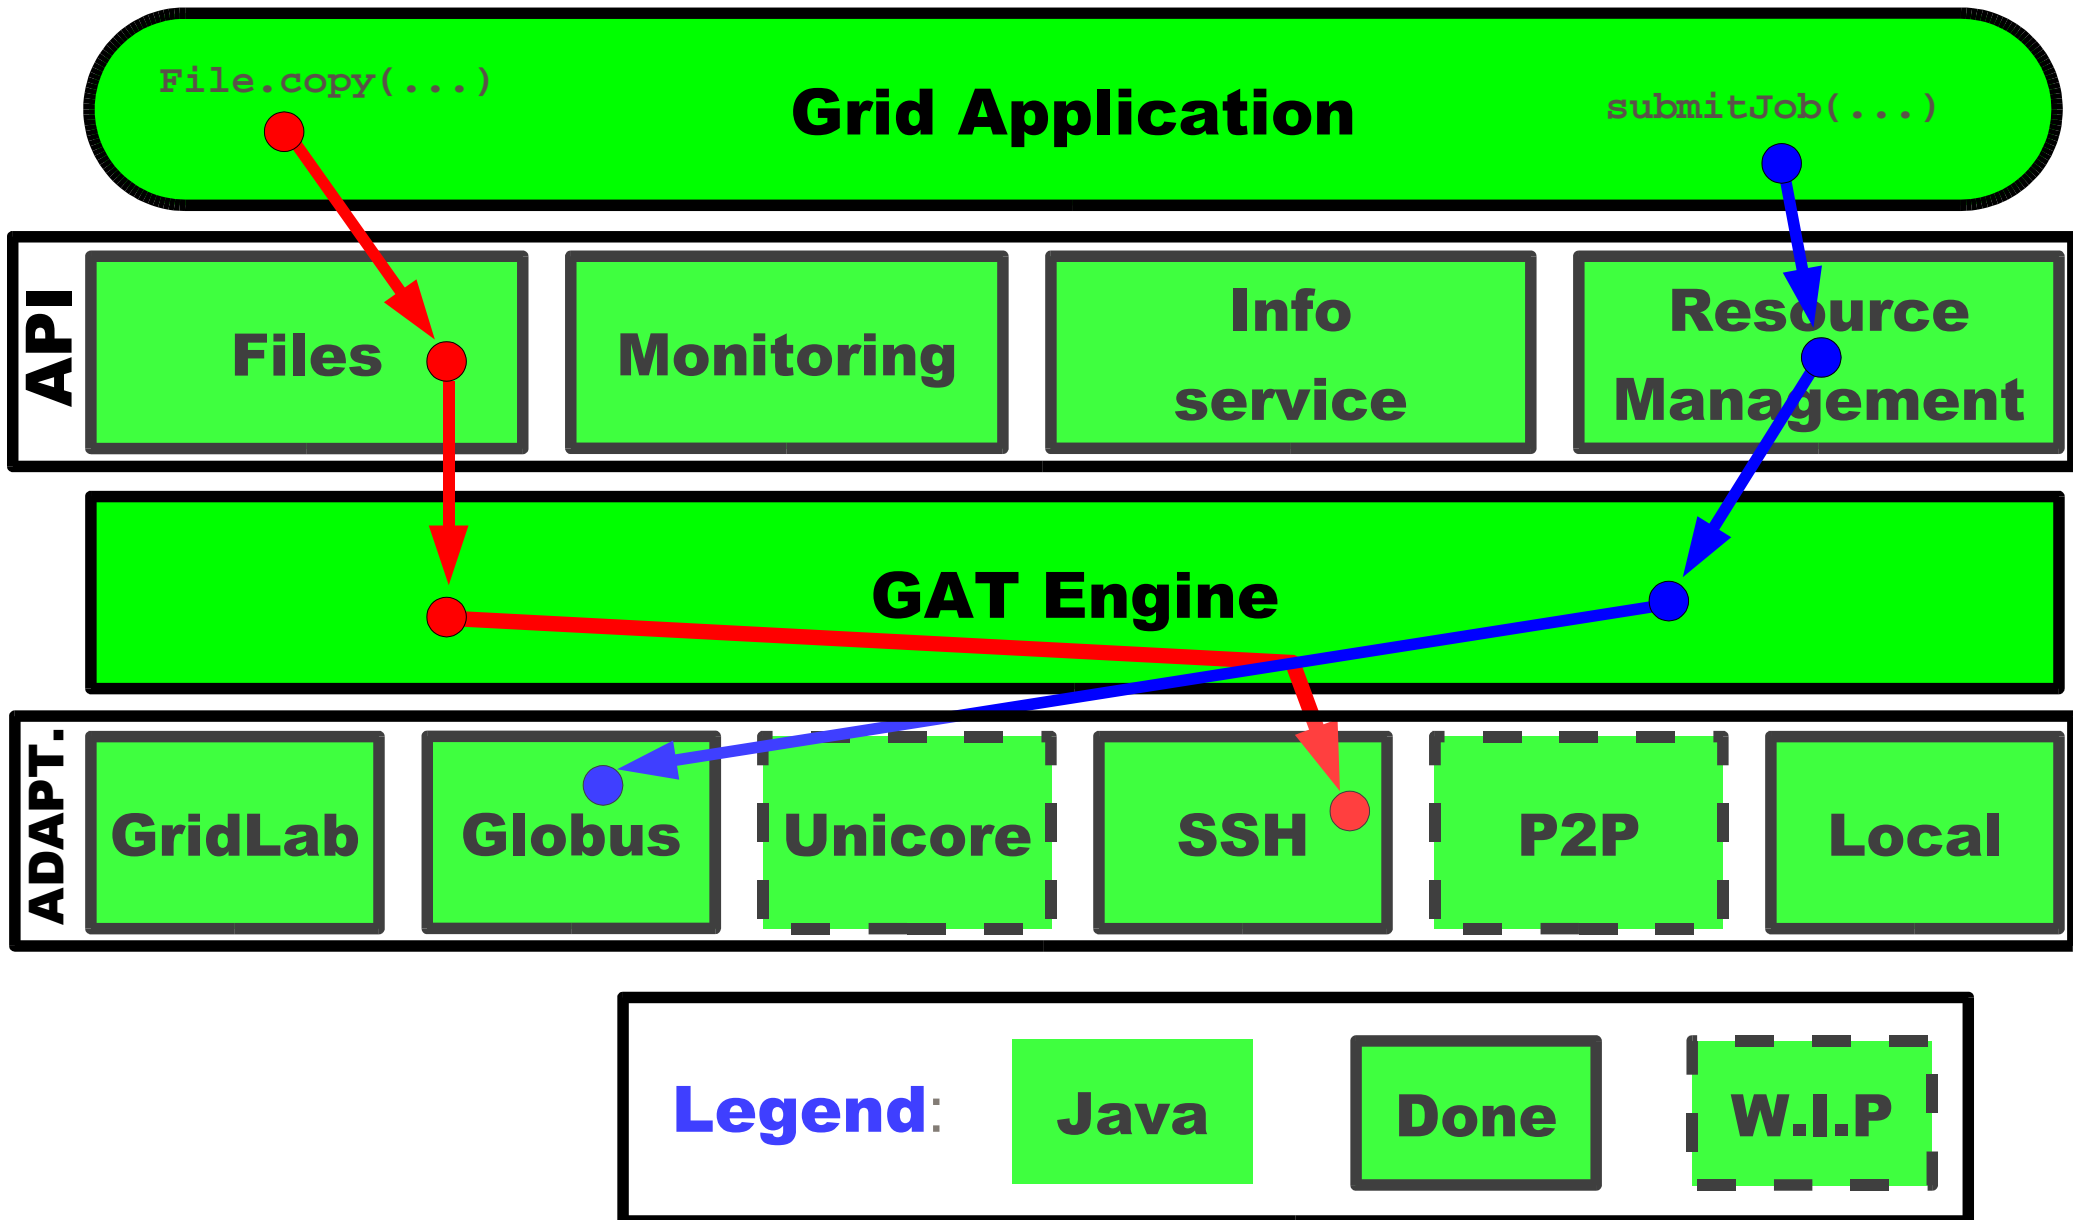 File.copy(...)
Grid Application
submitJob(...)
API
Files
Monitoring
Info
service
Resource
Management
GAT Engine
ADAPT.
GridLab
Globus
Unicore
SSH
P2P
Local
Legend:
Java
Done
W.I.P